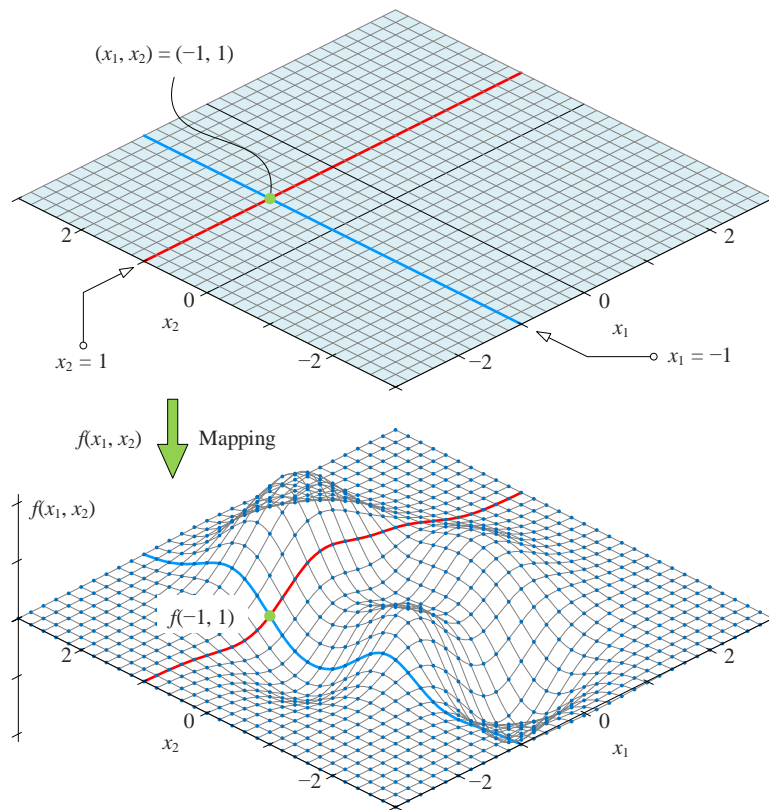 (x₁, x₂) = (−1, 1)
2
2
0
0
x₂
x₁
−2
−2
x₂ = 1
x₁ = −1
f(x₁, x₂) Mapping
f(x₁, x₂)
f(−1, 1)
2
2
0
0
x₂
x₁
−2
−2